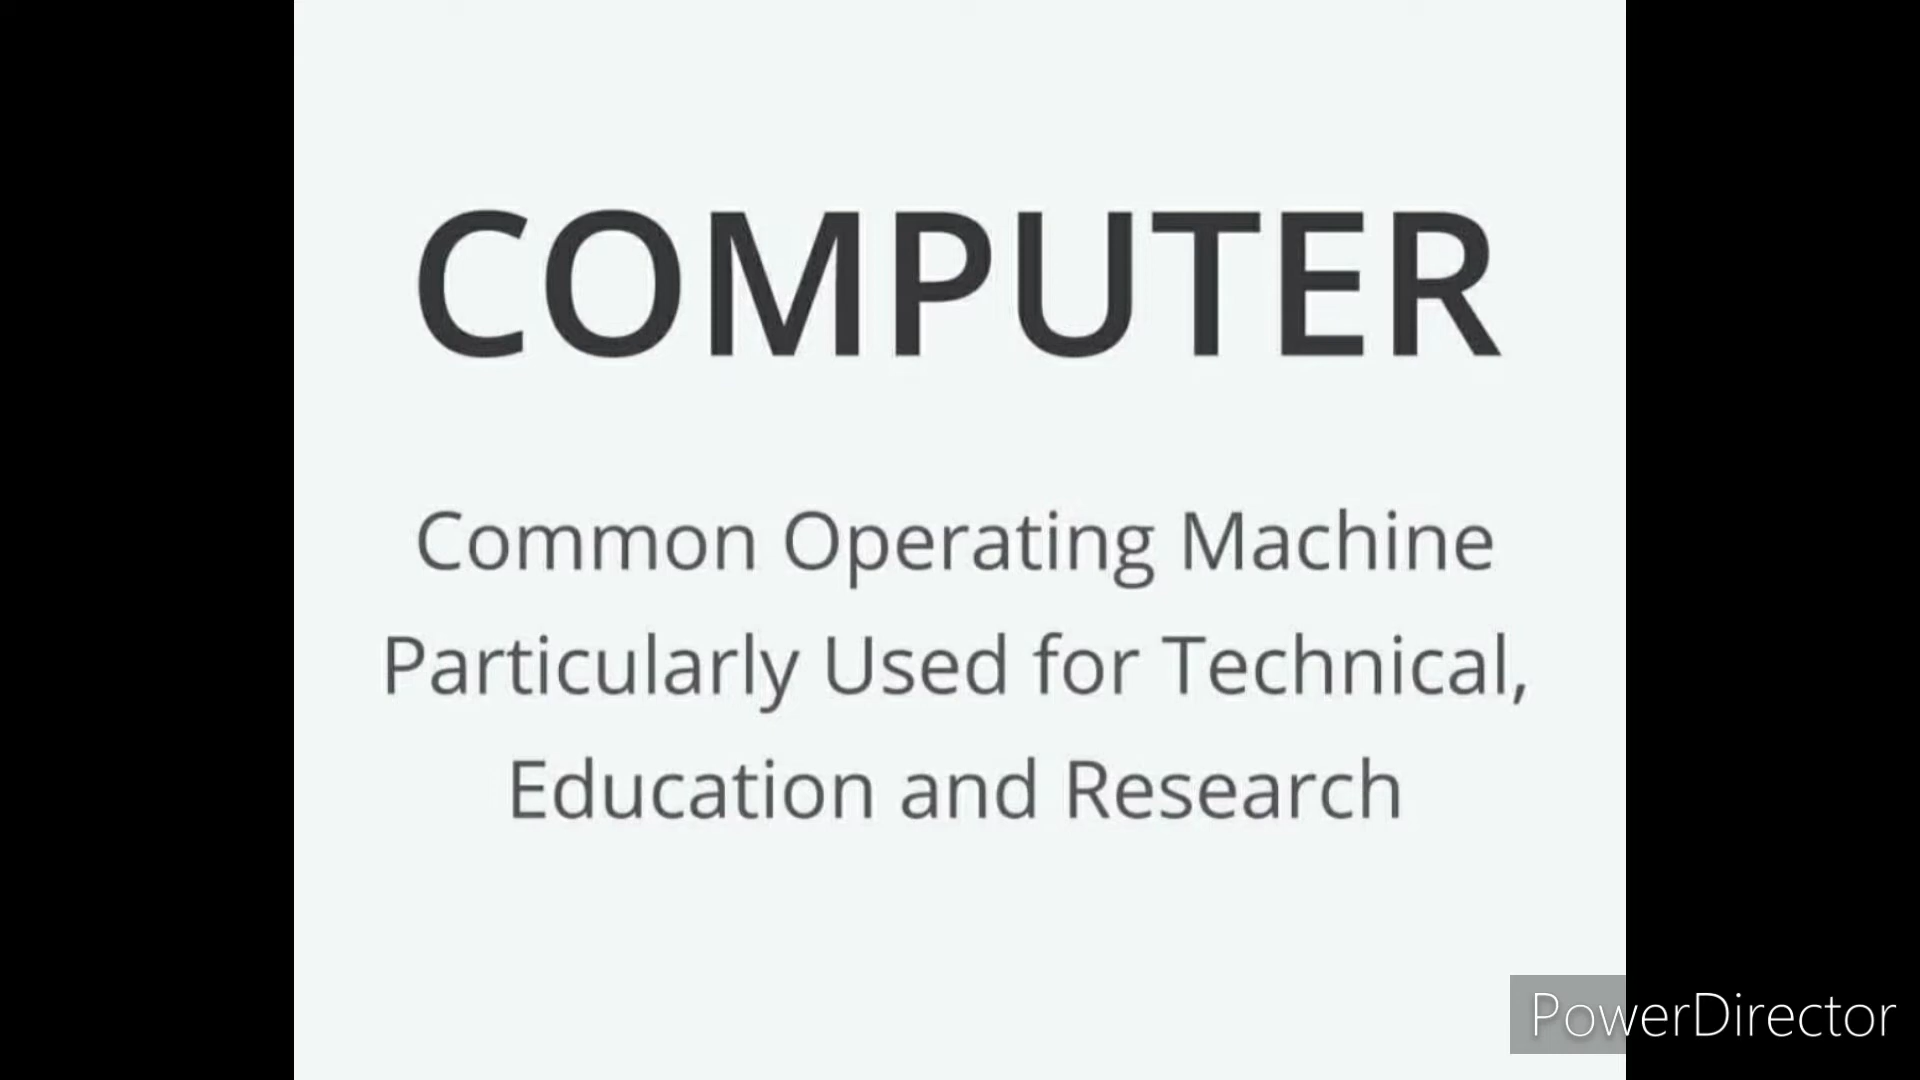 COMPUTER
Common Operating Machine
Particularly Used for Technical,
Education and Research
PowerDirector